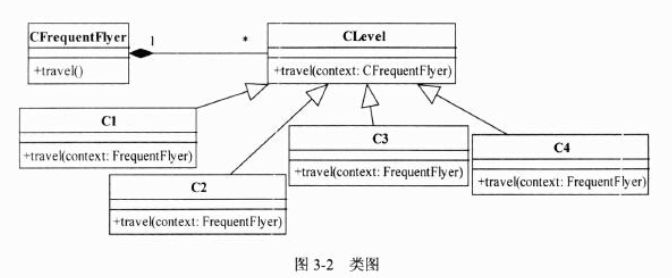 CFrequentFlyer
+travel()
1
*
CLevel
+travel(context: CFrequentFlyer)
C1
+travel(context: FrequentFlyer)
C2
+travel(context: FrequentFlyer)
C3
+travel(context: FrequentFlyer)
C4
+travel(context: FrequentFlyer)
图 3-2 类图